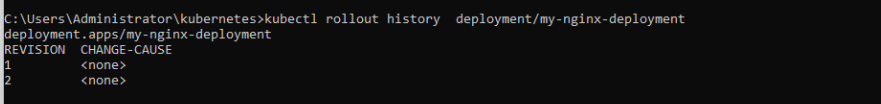 C:\Users\Administrator\kubernetes>kubectl rollout history  deployment/my-nginx-deployment
deployment.apps/my-nginx-deployment
REVISION  CHANGE-CAUSE
1         <none>
2         <none>